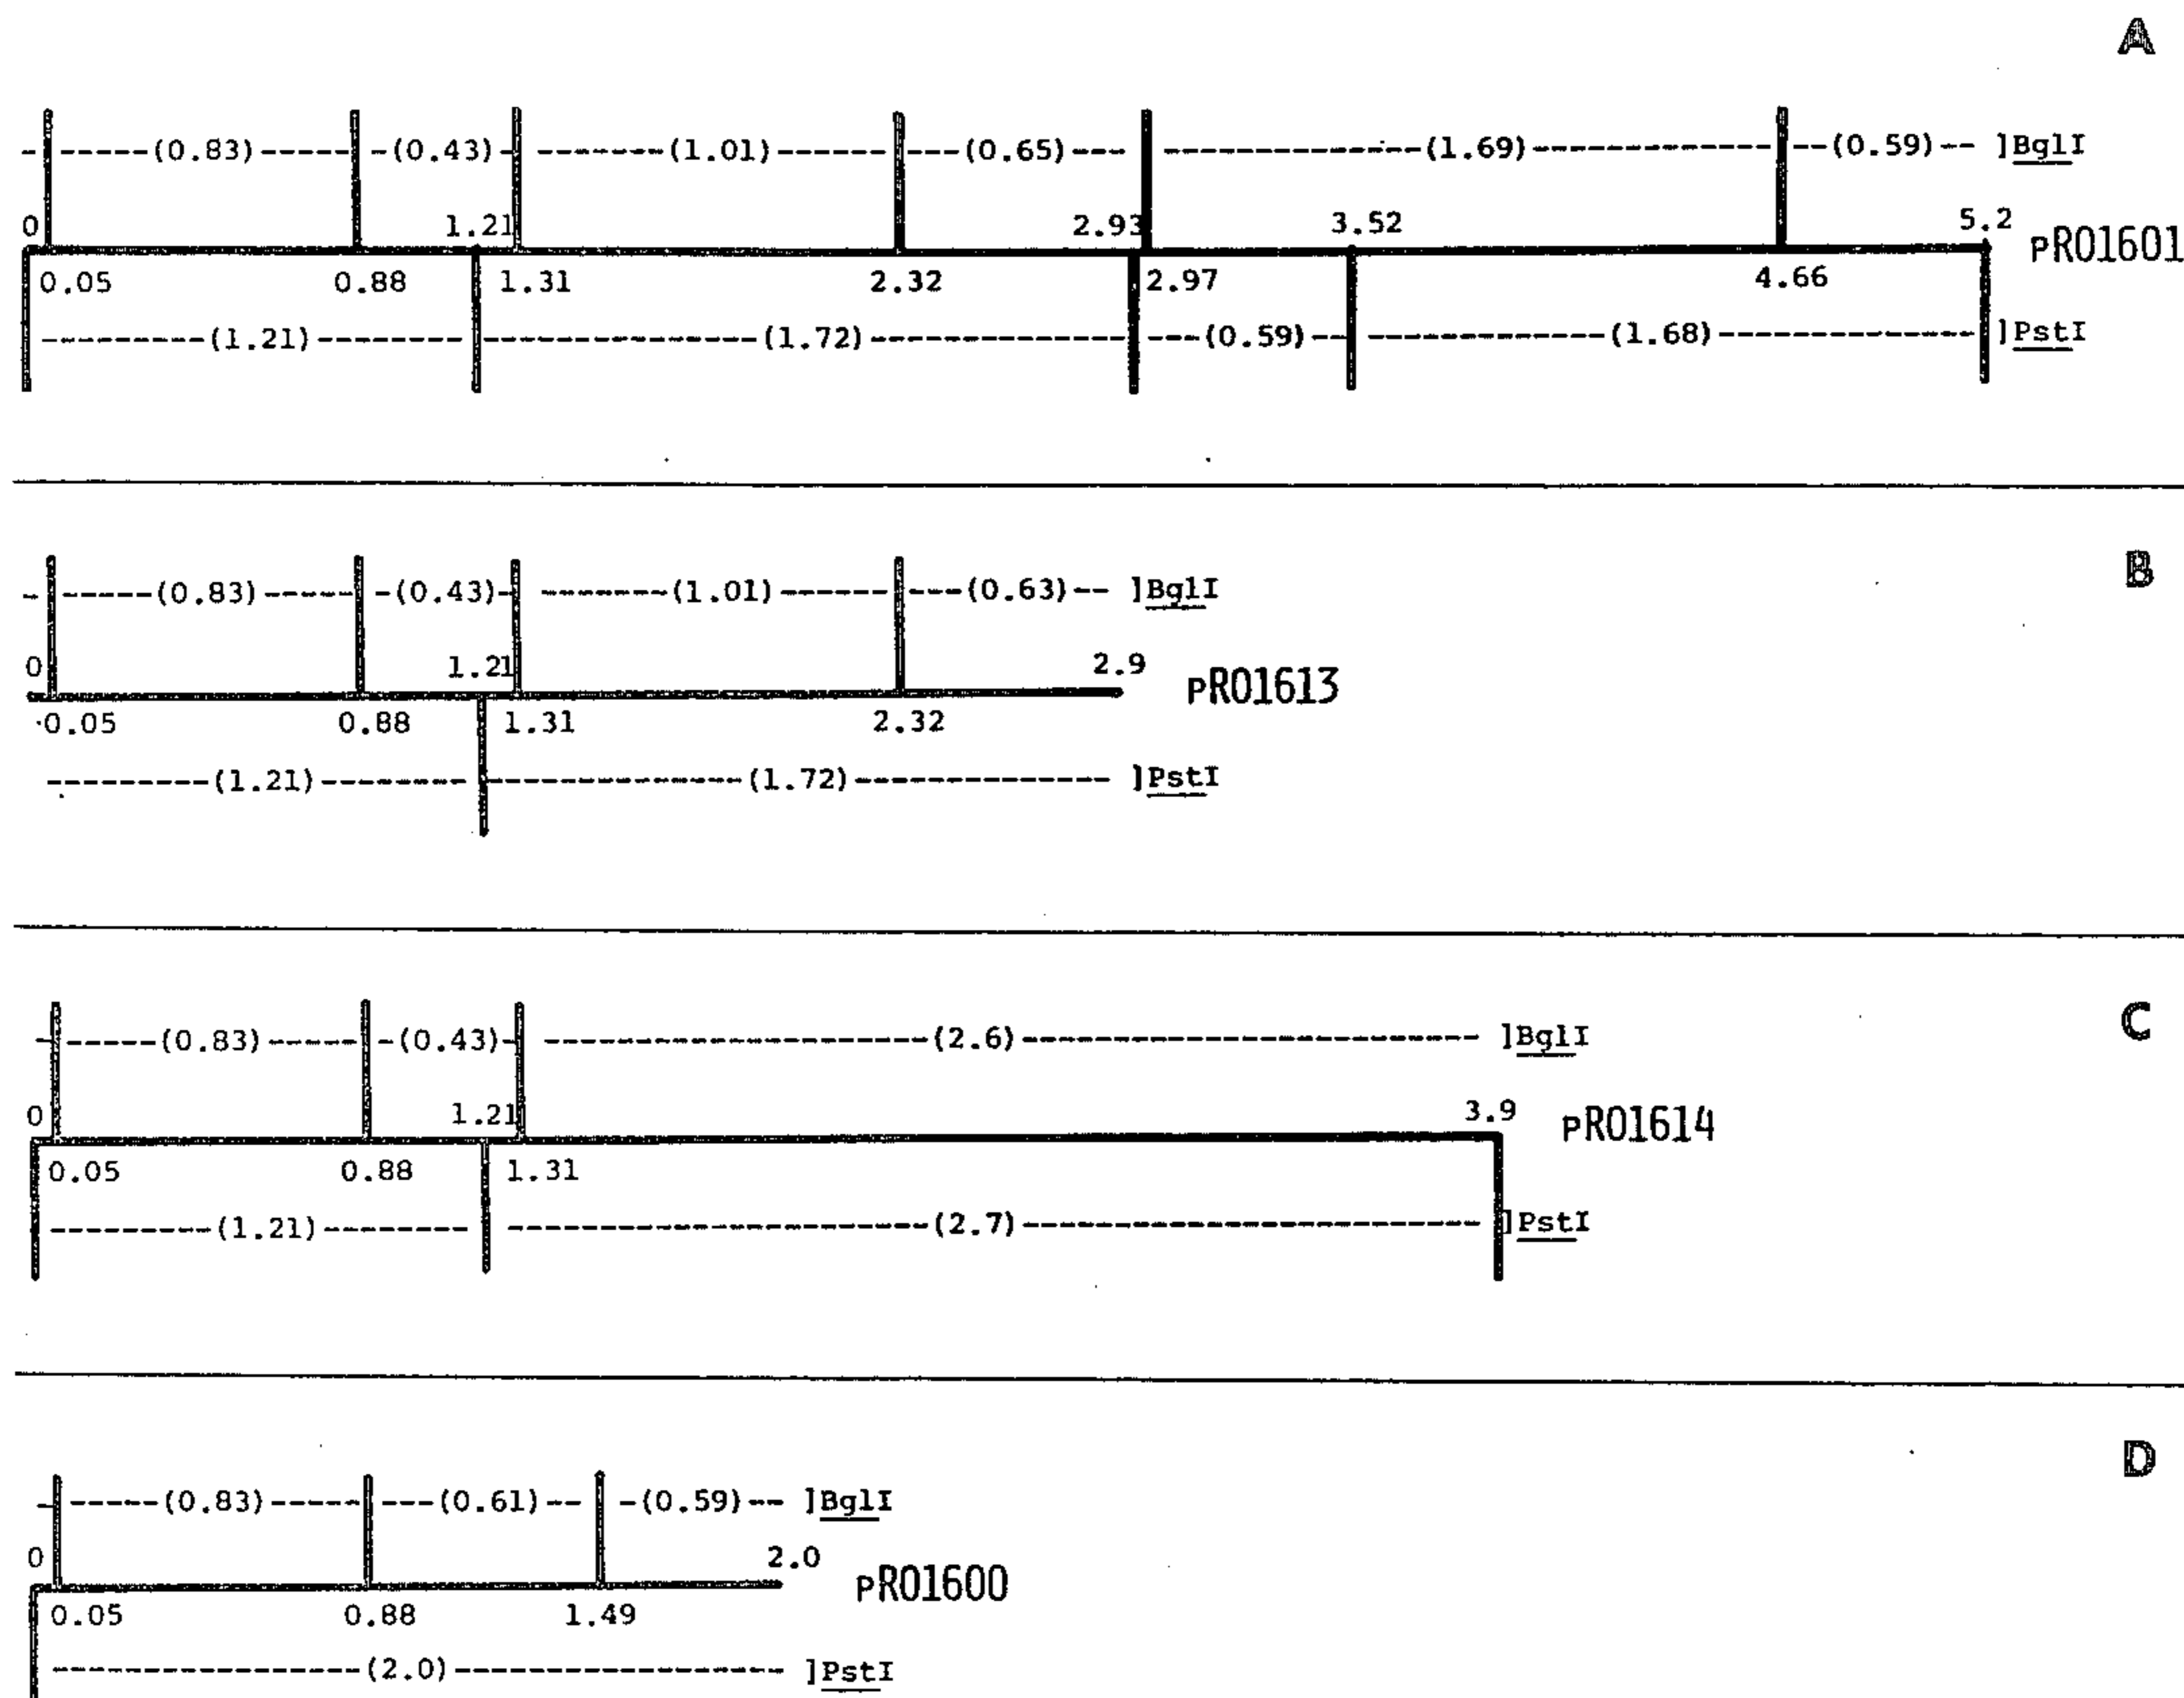 A
(0.83) (0.43) (1.01) (0.65) (1.69) (0.59) ]BglI
0 1.21 2.93 3.52 5.2 pRO1601
0.05 0.88 1.31 2.32 2.97 4.66
(1.21) (1.72) (0.59) (1.68) ]PstI
B
(0.83) (0.43) (1.01) (0.63) ]BglI
0 1.21 2.9 pRO1613
0.05 0.88 1.31 2.32
(1.21) (1.72) ]PstI
C
(0.83) (0.43) (2.6) ]BglI
0 1.21 3.9 pRO1614
0.05 0.88 1.31
(1.21) (2.7) ]PstI
D
(0.83) (0.61) (0.59) ]BglI
0 2.0 pRO1600
0.05 0.88 1.49
(2.0) ]PstI